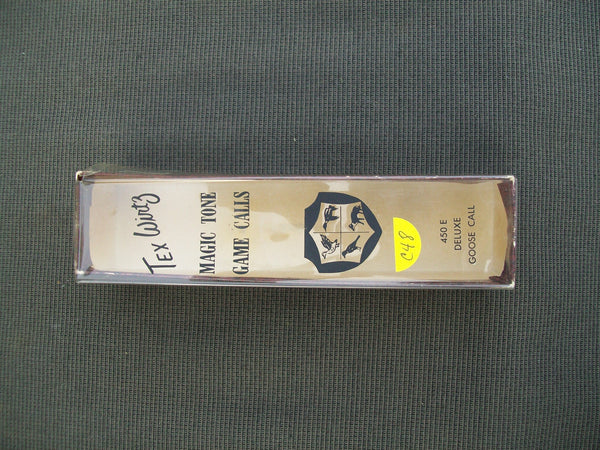 Tex Wirtz
MAGIC TONE
GAME CALLS
C48
450 E
DELUXE
GOOSE CALL